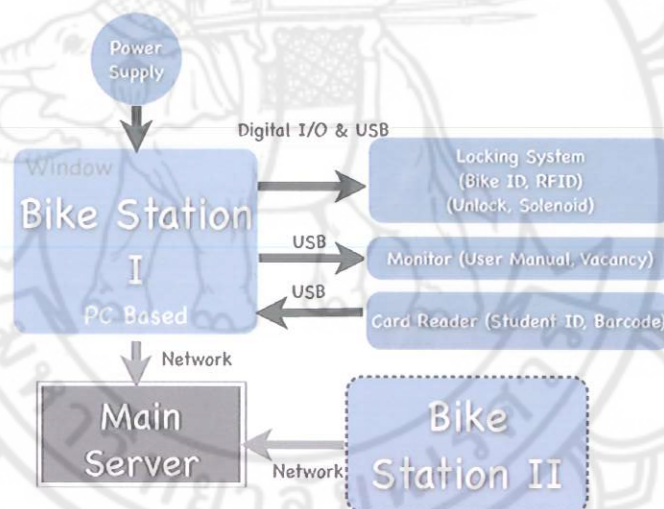 Power
Supply
Digital I/O & USB
Window
Bike Station
I
PC Based
Locking System
(Bike ID, RFID)
(Unlock, Solenoid)
USB
Monitor (User Manual, Vacancy)
USB
Card Reader (Student ID, Barcode)
Network
Main
Server
Network
Bike
Station II